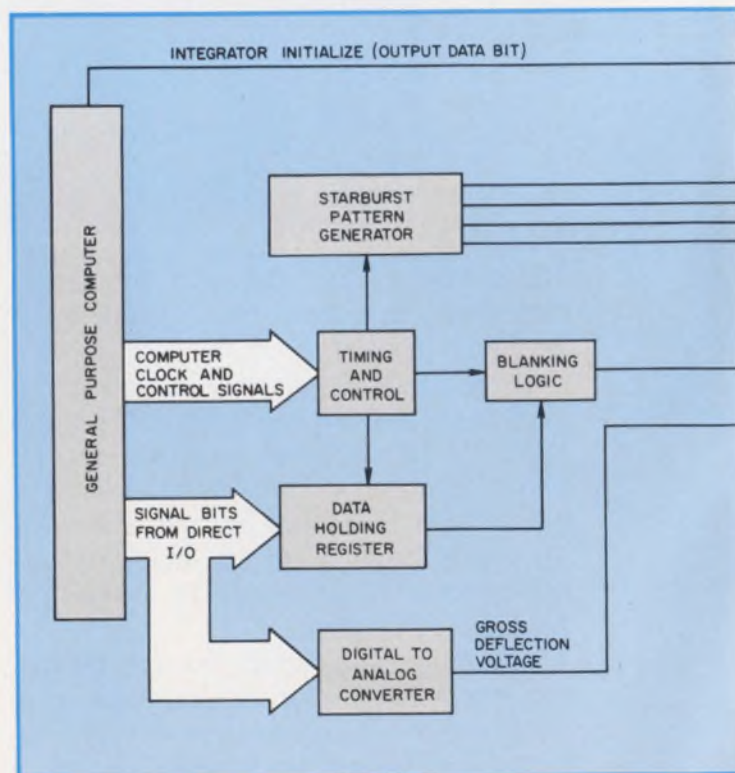 INTEGRATOR INITIALIZE (OUTPUT DATA BIT)
GENERAL PURPOSE COMPUTER
STARBURST
PATTERN
GENERATOR
COMPUTER
CLOCK AND
CONTROL SIGNALS
TIMING
AND
CONTROL
BLANKING
LOGIC
SIGNAL BITS
FROM DIRECT
I/O
DATA
HOLDING
REGISTER
DIGITAL TO
ANALOG
CONVERTER
GROSS
DEFLECTION
VOLTAGE